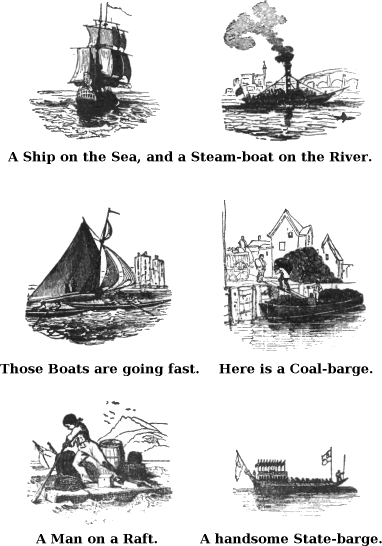 A Ship on the Sea, and a Steam-boat on the River.
Those Boats are going fast.
Here is a Coal-barge.
A Man on a Raft.
A handsome State-barge.